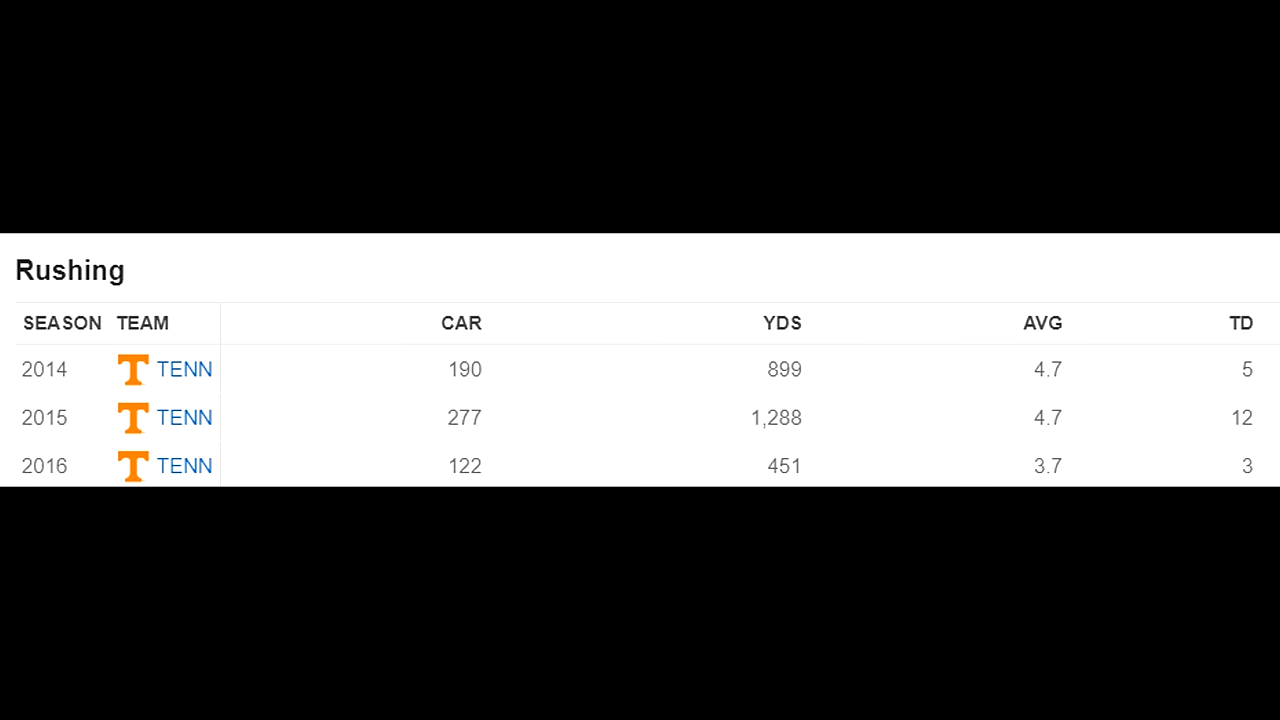 Rushing
SEASON TEAM CAR YDS AVG TD
2014 T TENN 190 899 4.7 5
2015 T TENN 277 1,288 4.7 12
2016 T TENN 122 451 3.7 3